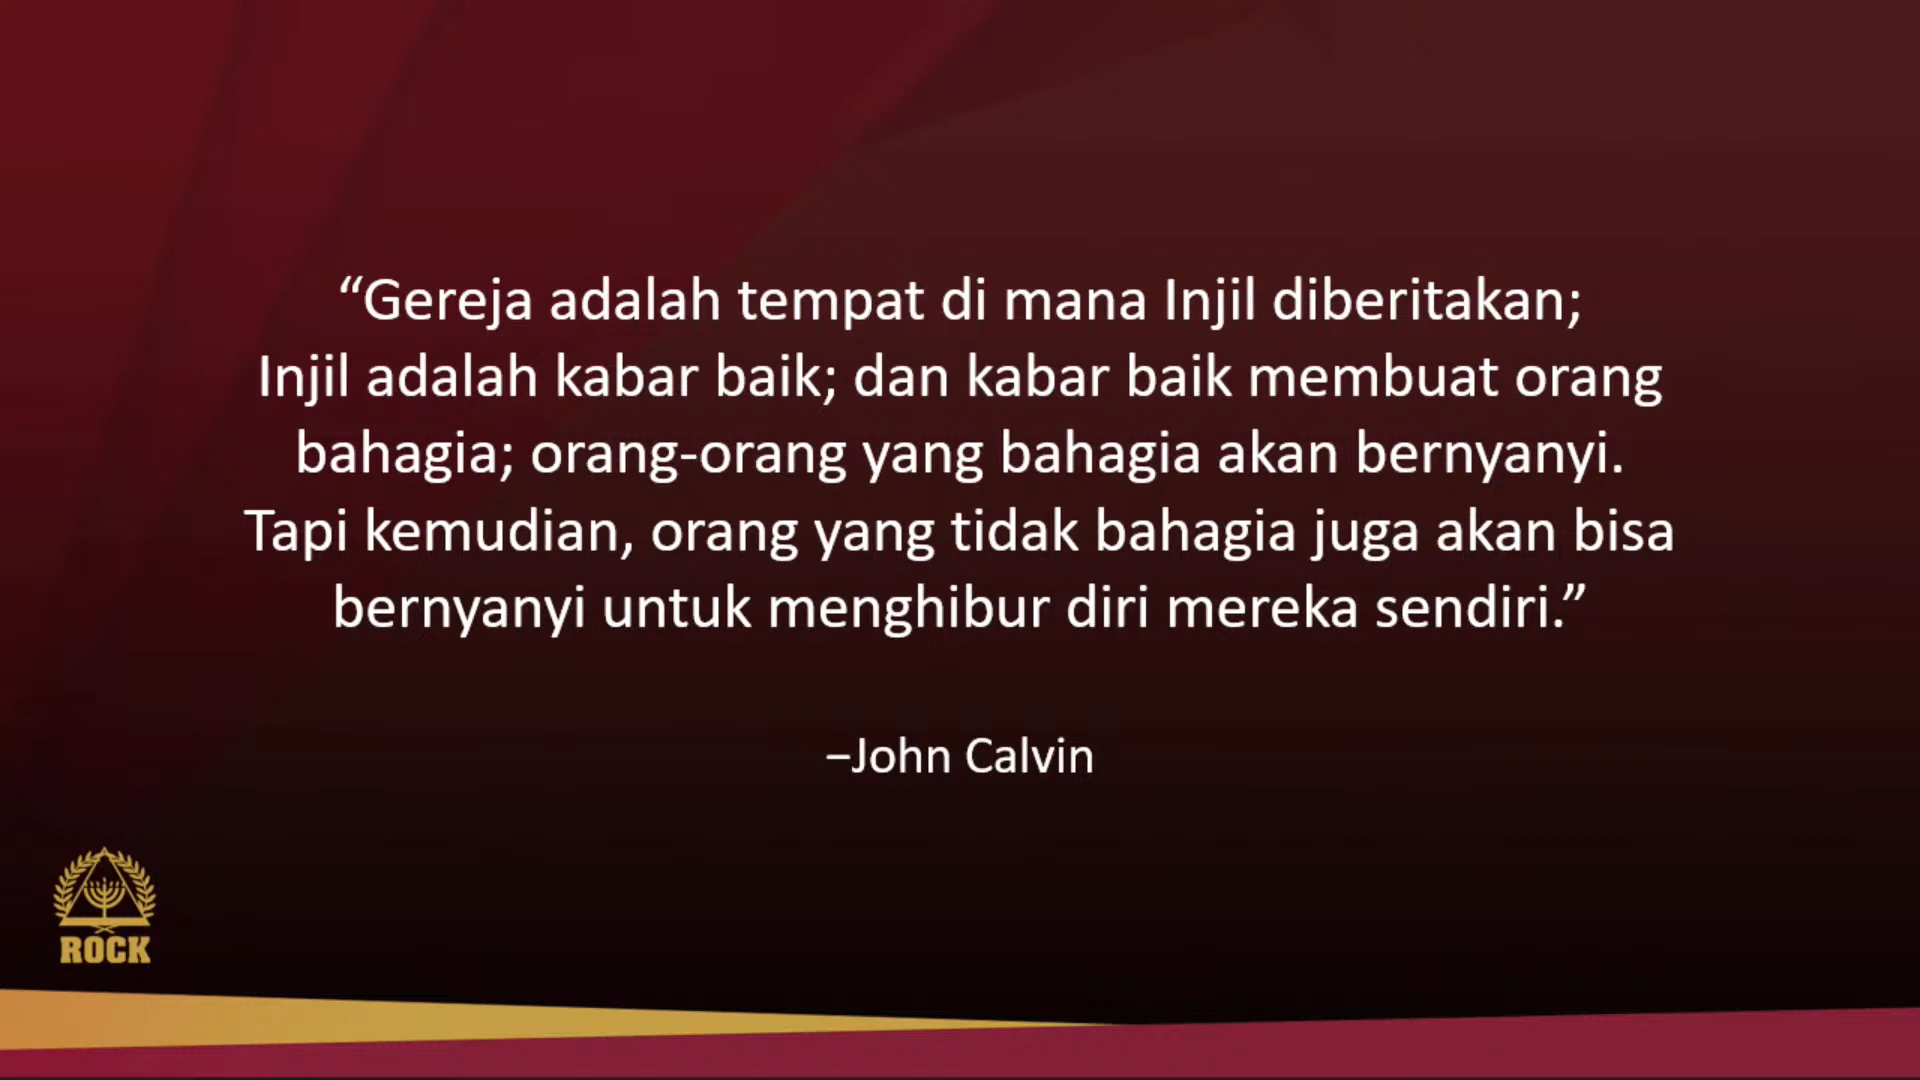 “Gereja adalah tempat di mana Injil diberitakan;
Injil adalah kabar baik; dan kabar baik membuat orang
bahagia; orang-orang yang bahagia akan bernyanyi.
Tapi kemudian, orang yang tidak bahagia juga akan bisa
bernyanyi untuk menghibur diri mereka sendiri.”
–John Calvin
ROCK